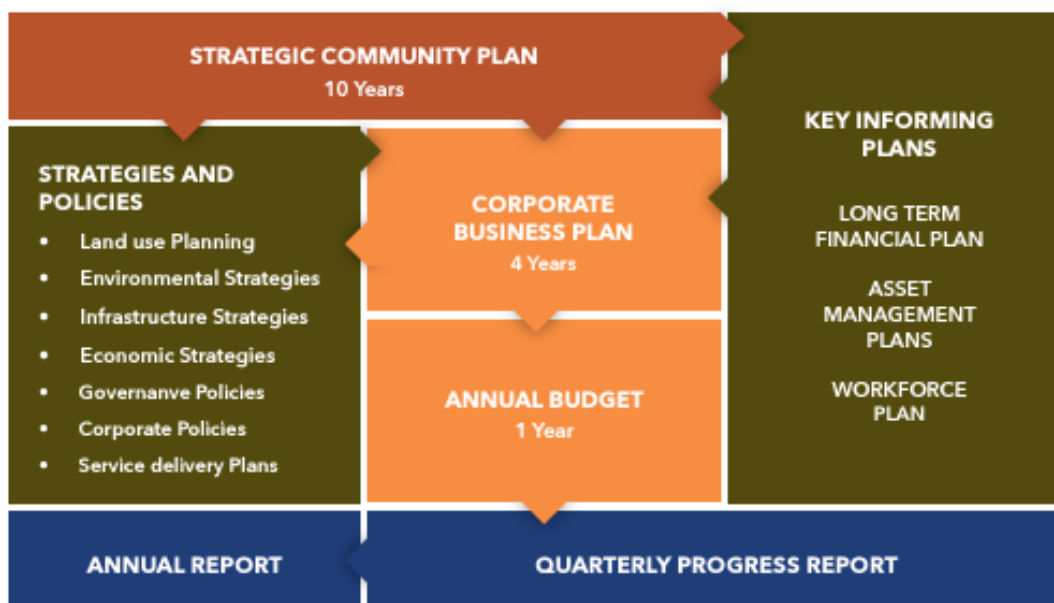 STRATEGIC COMMUNITY PLAN
10 Years
STRATEGIES AND
POLICIES
• Land use Planning
• Environmental Strategies
• Infrastructure Strategies
• Economic Strategies
• Governanve Policies
• Corporate Policies
• Service delivery Plans
CORPORATE
BUSINESS PLAN
4 Years
ANNUAL BUDGET
1 Year
KEY INFORMING
PLANS
LONG TERM
FINANCIAL PLAN
ASSET
MANAGEMENT
PLANS
WORKFORCE
PLAN
ANNUAL REPORT
QUARTERLY PROGRESS REPORT